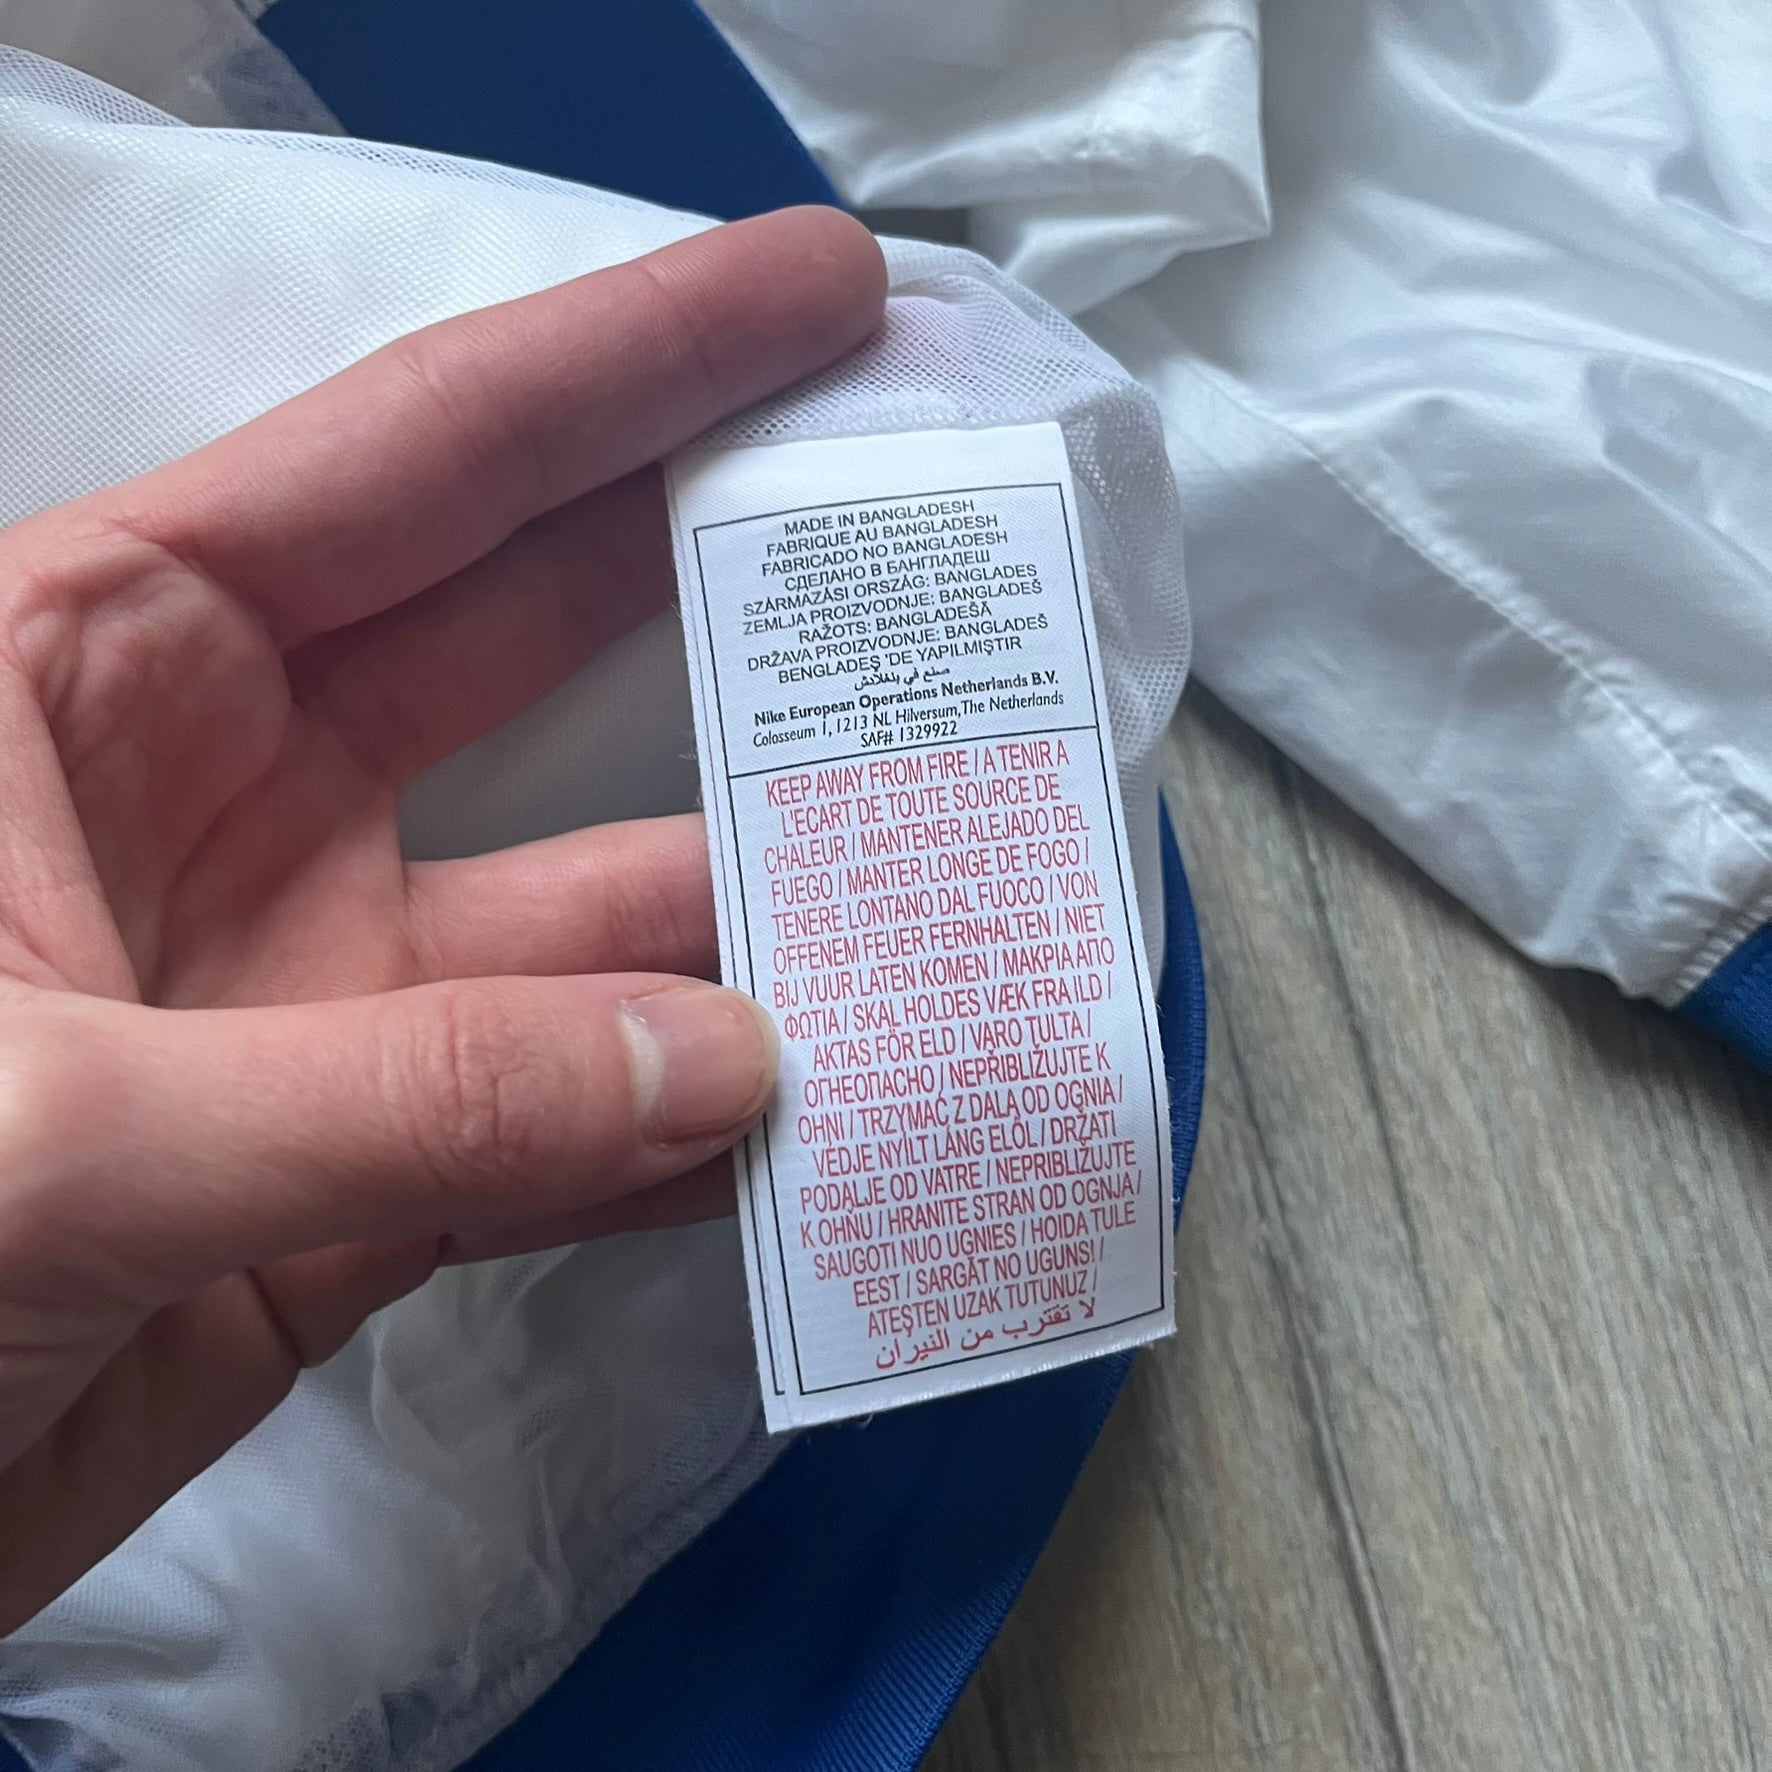 MADE IN BANGLADESH
FABRIQUE AU BANGLADESH
FABRICADO NO BANGLADESH
СДЕЛАНО В БАНГЛАДЕШ
SZÁRMAZÁSI ORSZÁG: BANGLADES
ZEMLJA PROIZVODNJE: BANGLADEŠ
RAŽOTS: BANGLADEŠĀ
DRŽAVA PROIZVODNJE: BANGLADEŠ
BENGLADEŞ 'DE YAPILMIŞTIR
صنع في بنغلادش
Nike European Operations Netherlands B.V.
Colosseum 1, 1213 NL Hilversum, The Netherlands
SAF# 1329922
KEEP AWAY FROM FIRE / A TENIR A
L'ECART DE TOUTE SOURCE DE
CHALEUR / MANTENER ALEJADO DEL
FUEGO / MANTER LONGE DE FOGO /
TENERE LONTANO DAL FUOCO / VON
OFFENEM FEUER FERNHALTEN / NIET
BIJ VUUR LATEN KOMEN / ΜΑΚΡΙΑ ΑΠΟ
ΦΩΤΙΑ / SKAL HOLDES VÆK FRA ILD /
AKTAS FÖR ELD / VARO TULTA /
ОГНЕОПАСНО / NEPŘIBLIŽUJTE K
OHNI / TRZYMAĆ Z DALA OD OGNIA /
VÉDJE NYÍLT LÁNG ELŐL / DRŽATI
PODALJE OD VATRE / NEPRIBLIŽUJTE
K OHŇU / HRANITE STRAN OD OGNJA /
SAUGOTI NUO UGNIES / HOIDA TULE
EEST / SARGĀT NO UGUNS! /
ATEŞTEN UZAK TUTUNUZ /
لا تقترب من النيران